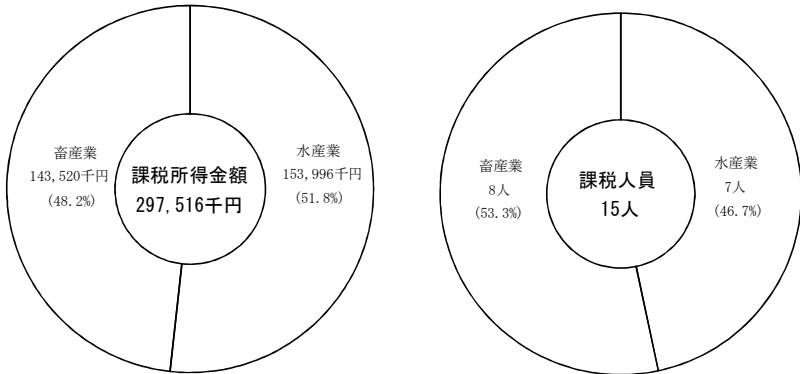 畜産業
143,520千円
(48.2%)
課税所得金額
297,516千円
水産業
153,996千円
(51.8%)
畜産業
8人
(53.3%)
課税人員
15人
水産業
7人
(46.7%)